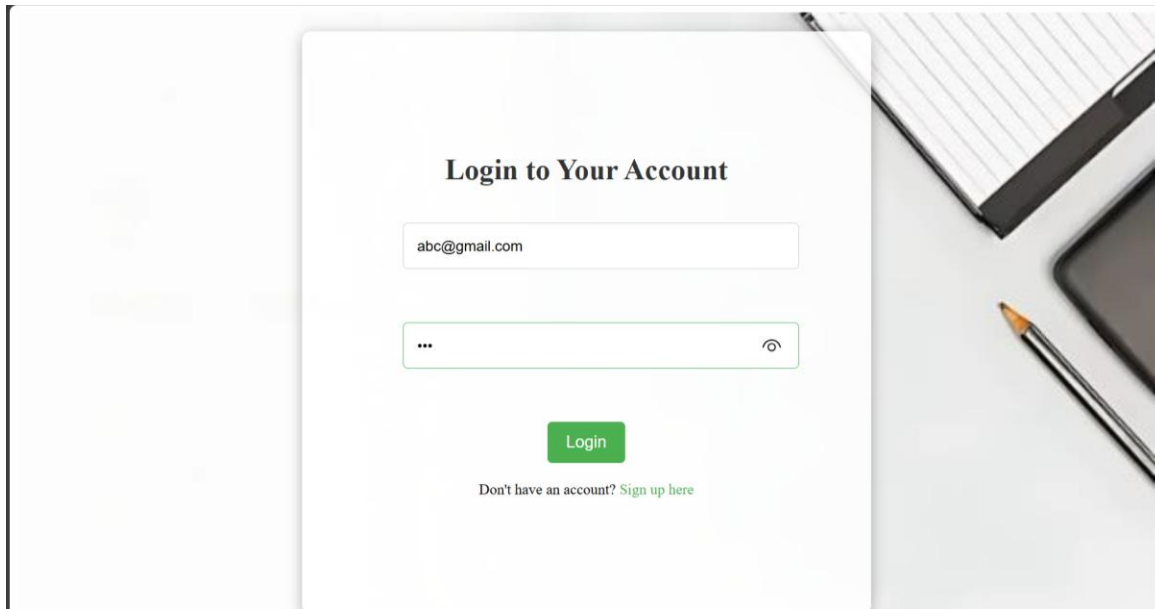 Login to Your Account
abc@gmail.com
•••
Login
Don't have an account? Sign up here